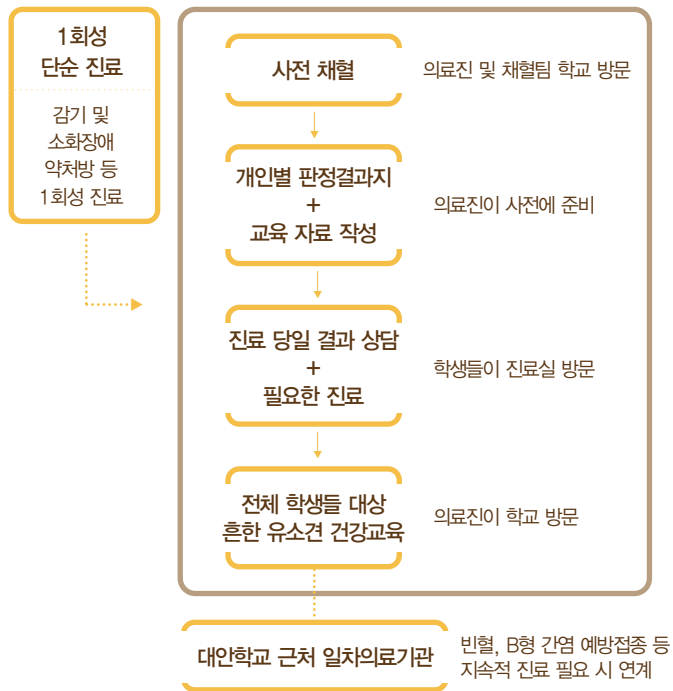 1회성
단순 진료
감기 및
소화장애
약처방 등
1회성 진료
사전 채혈
의료진 및 채혈팀 학교 방문
개인별 판정결과지
+
교육 자료 작성
의료진이 사전에 준비
진료 당일 결과 상담
+
필요한 진료
학생들이 진료실 방문
전체 학생들 대상
흔한 유소견 건강교육
의료진이 학교 방문
대안학교 근처 일차의료기관
빈혈, B형 간염 예방접종 등
지속적 진료 필요 시 연계